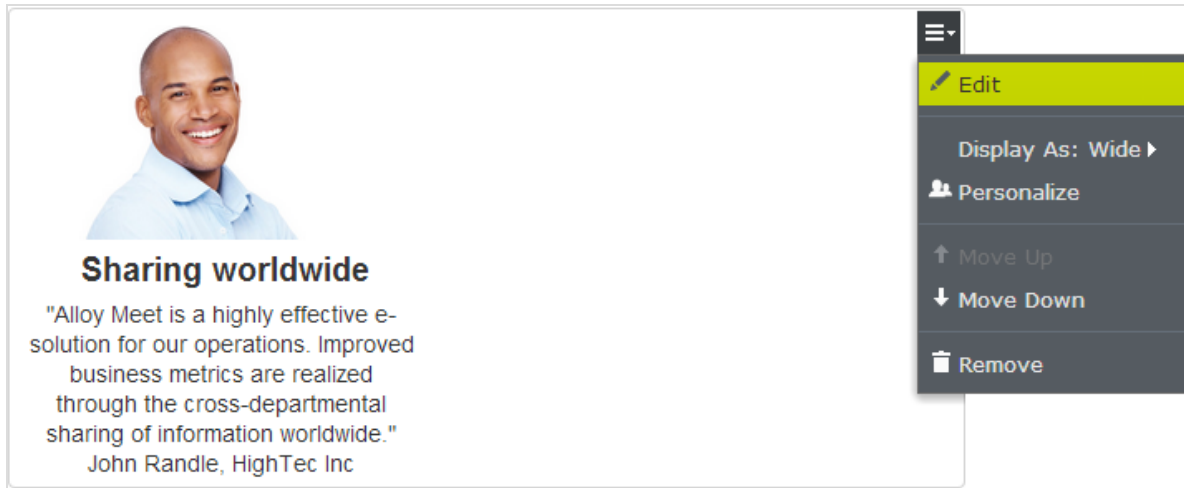 Sharing worldwide
"Alloy Meet is a highly effective e-
solution for our operations. Improved
business metrics are realized
through the cross-departmental
sharing of information worldwide."
John Randle, HighTec Inc
Edit
Display As: Wide
Personalize
Move Up
Move Down
Remove